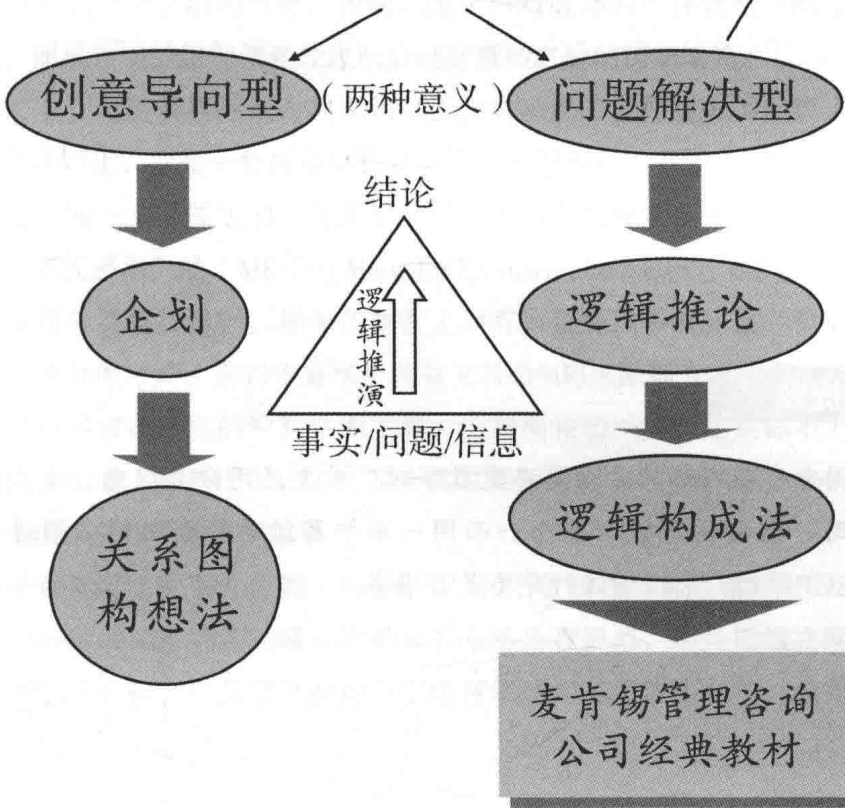 创意导向型
(两种意义)
问题解决型
结论
逻辑推演
事实/问题/信息
企划
逻辑推论
关系图
构想法
逻辑构成法
麦肯锡管理咨询
公司经典教材